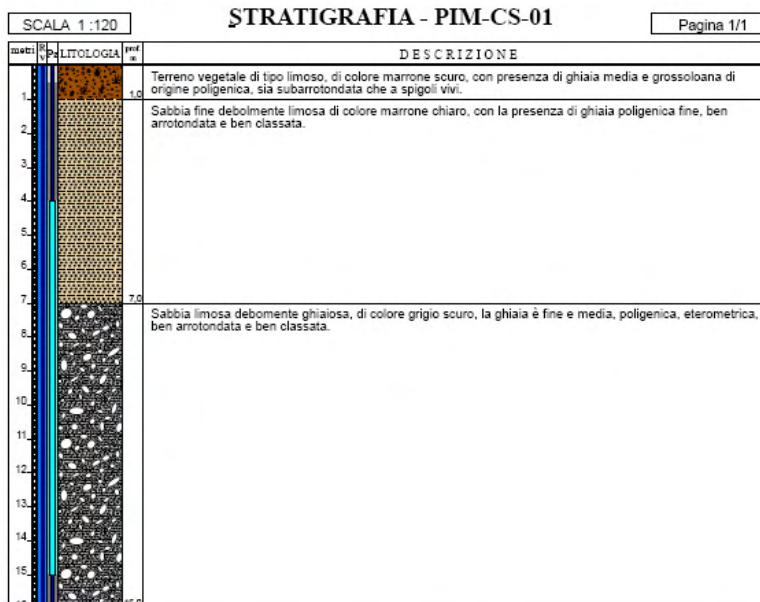 SCALA 1:120
STRATIGRAFIA - PIM-CS-01
Pagina 1/1
metri R v Pz LITOLOGIA prof. m DESCRIZIONE
Terreno vegetale di tipo limoso, di colore marrone scuro, con presenza di ghiaia media e grossoloana di
origine poligenica, sia subarrotondata che a spigoli vivi.
1 1,0
Sabbia fine debolmente limosa di colore marrone chiaro, con la presenza di ghiaia poligenica fine, ben
arrotondata e ben classata.
2
3
4
5
6
7 7,0
Sabbia limosa debomente ghiaiosa, di colore grigio scuro, la ghiaia è fine e media, poligenica, eterometrica,
ben arrotondata e ben classata.
8
9
10
11
12
13
14
15